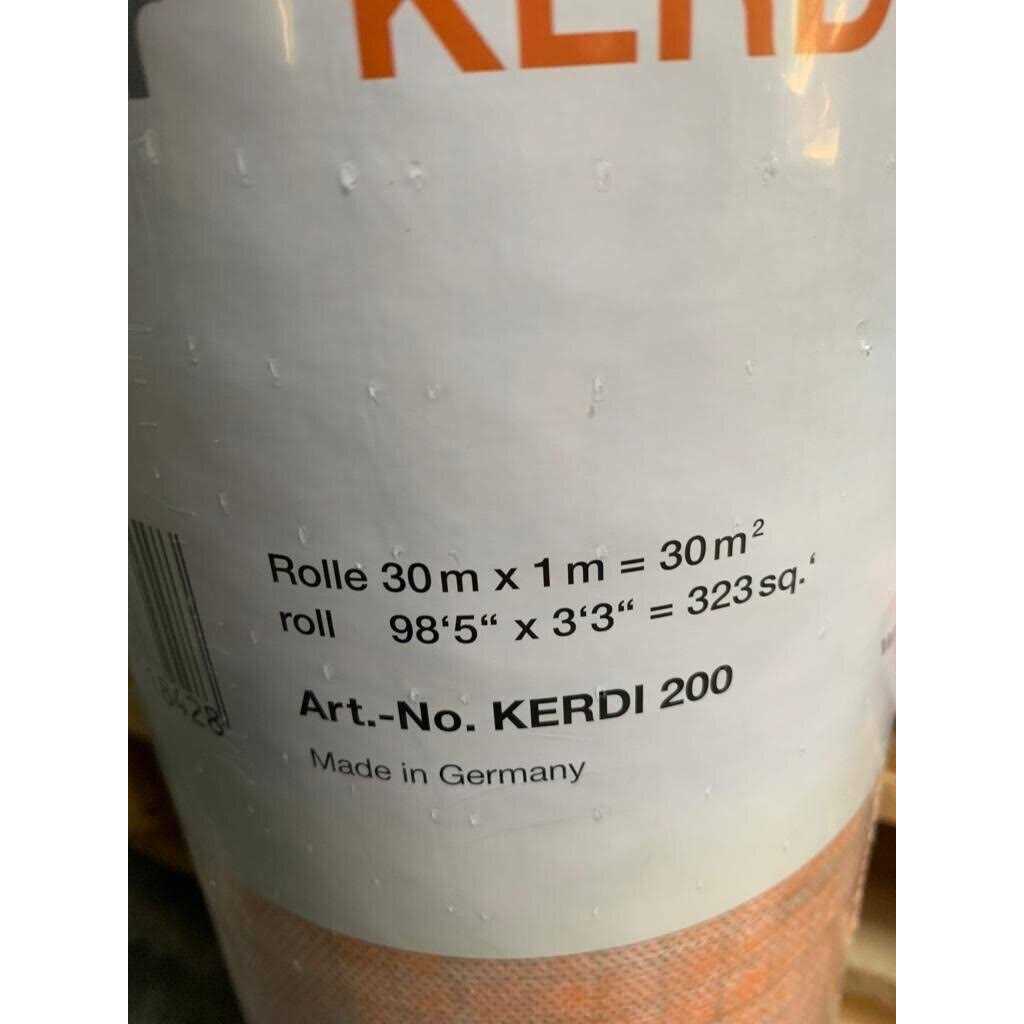 KERDI
Rolle 30 m x 1 m = 30 m²
roll 98‘5“ x 3‘3“ = 323 sq.‘
Art.-No. KERDI 200
Made in Germany